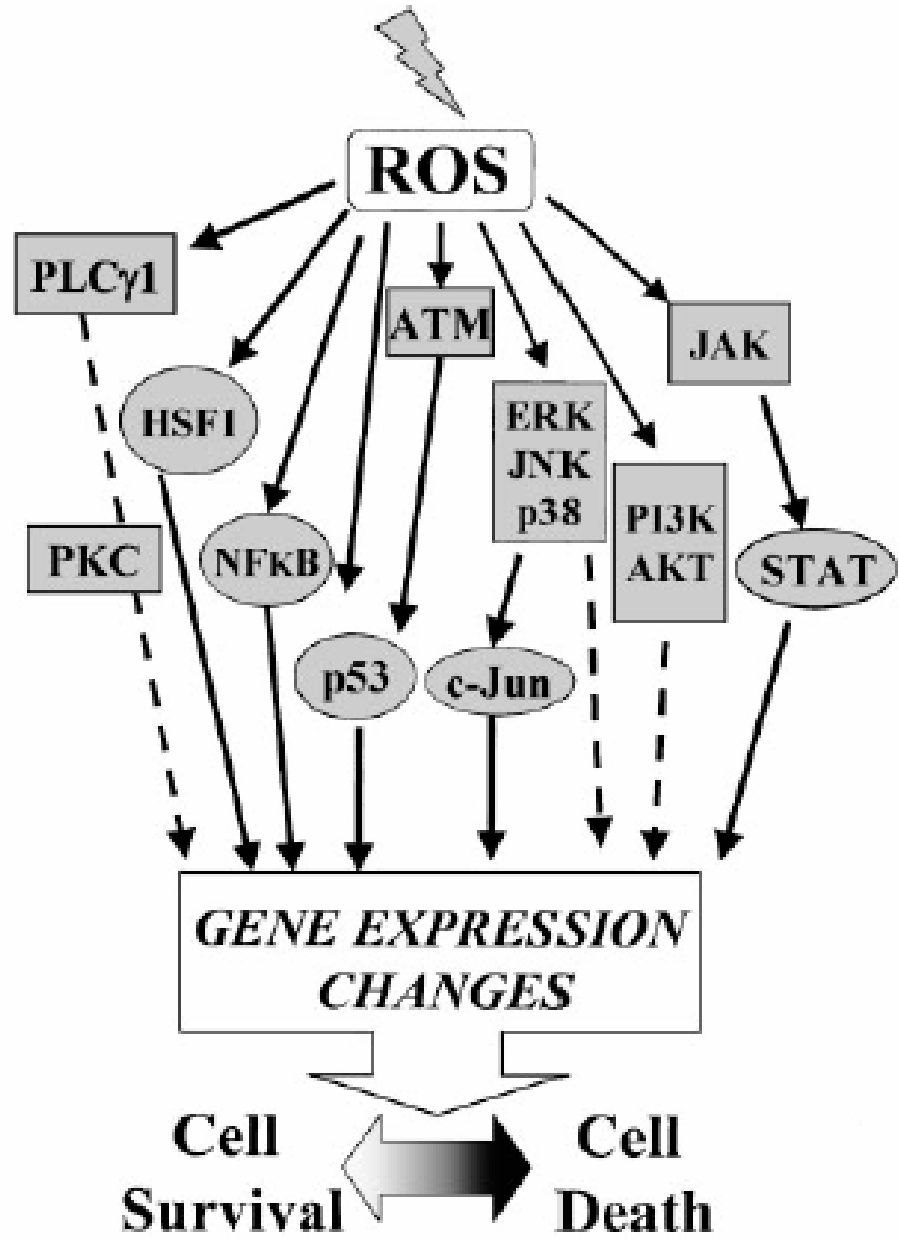 ROS
PLCγ1
ATM
JAK
HSF1
ERK
JNK
p38
PI3K
AKT
PKC
NFκB
STAT
p53
c-Jun
GENE EXPRESSION
CHANGES
Cell
Survival
Cell
Death